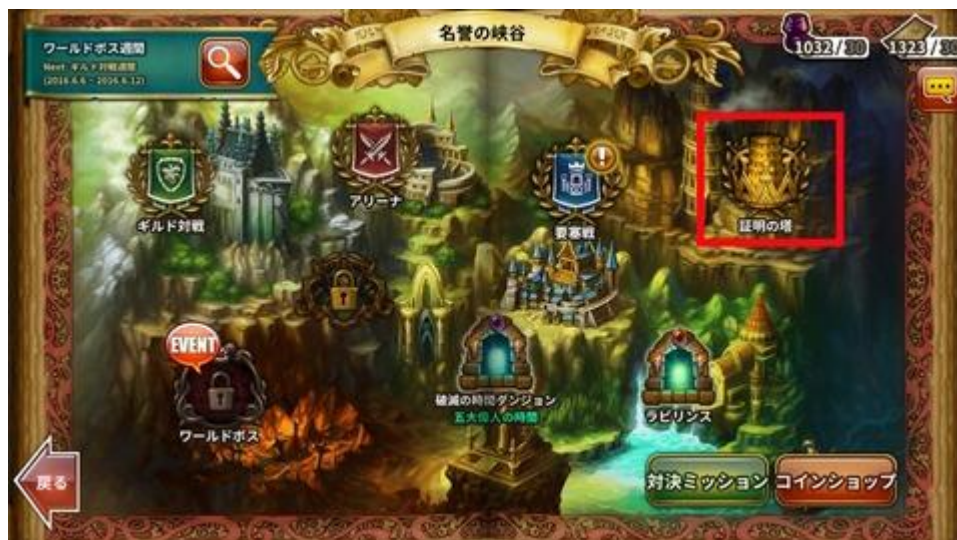 ワールドボス週間
Next: ギルド対戦週間
(2016.6.6 ~ 2016.6.12)
名誉の峡谷
1032/30
1323/30
ギルド対戦
アリーナ
要塞戦
証明の塔
EVENT
ワールドボス
破滅の時間ダンジョン
五大偉人の時間
ラビリンス
戻る
対決ミッション
コインショップ